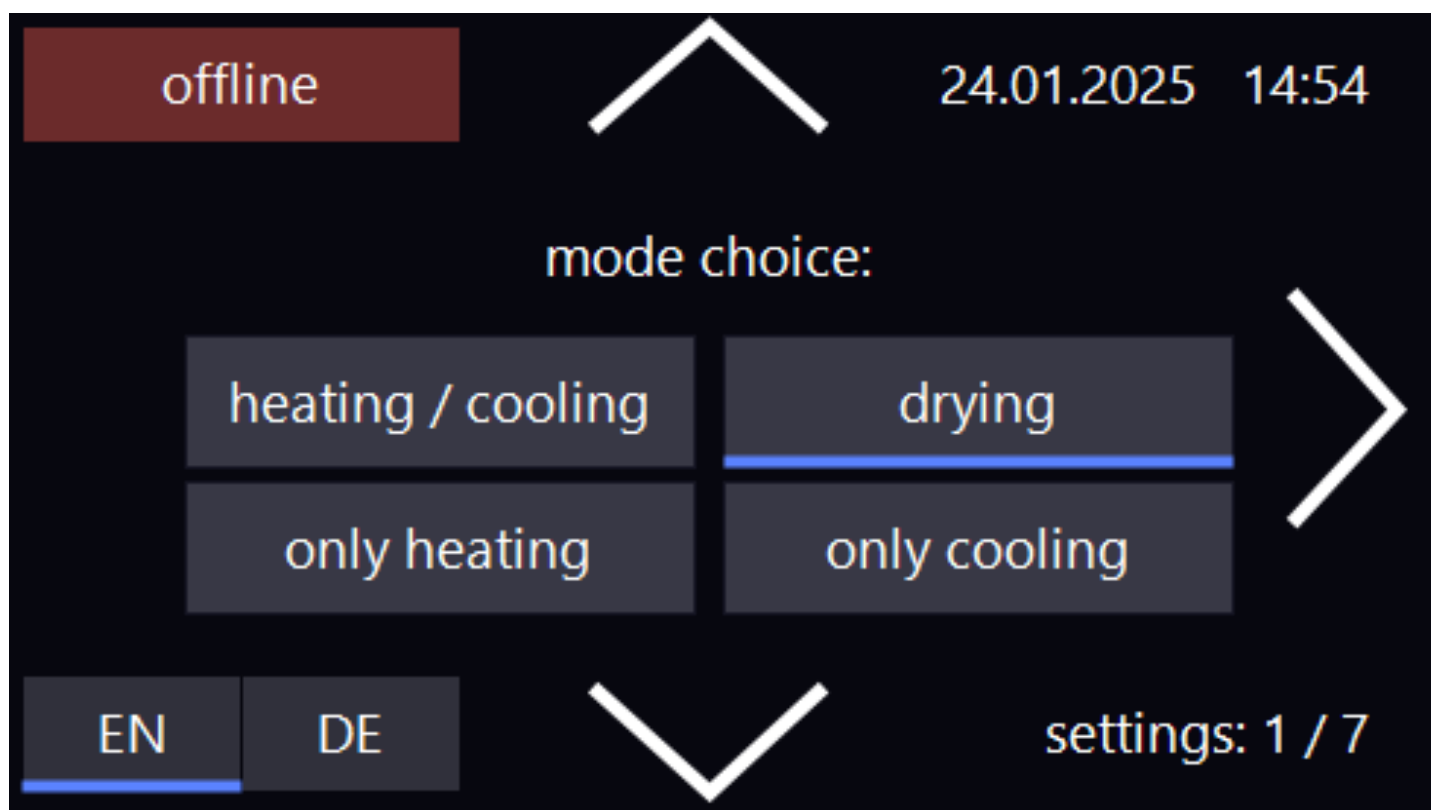 offline
24.01.2025 14:54
mode choice:
heating / cooling
drying
only heating
only cooling
EN
DE
settings: 1 / 7